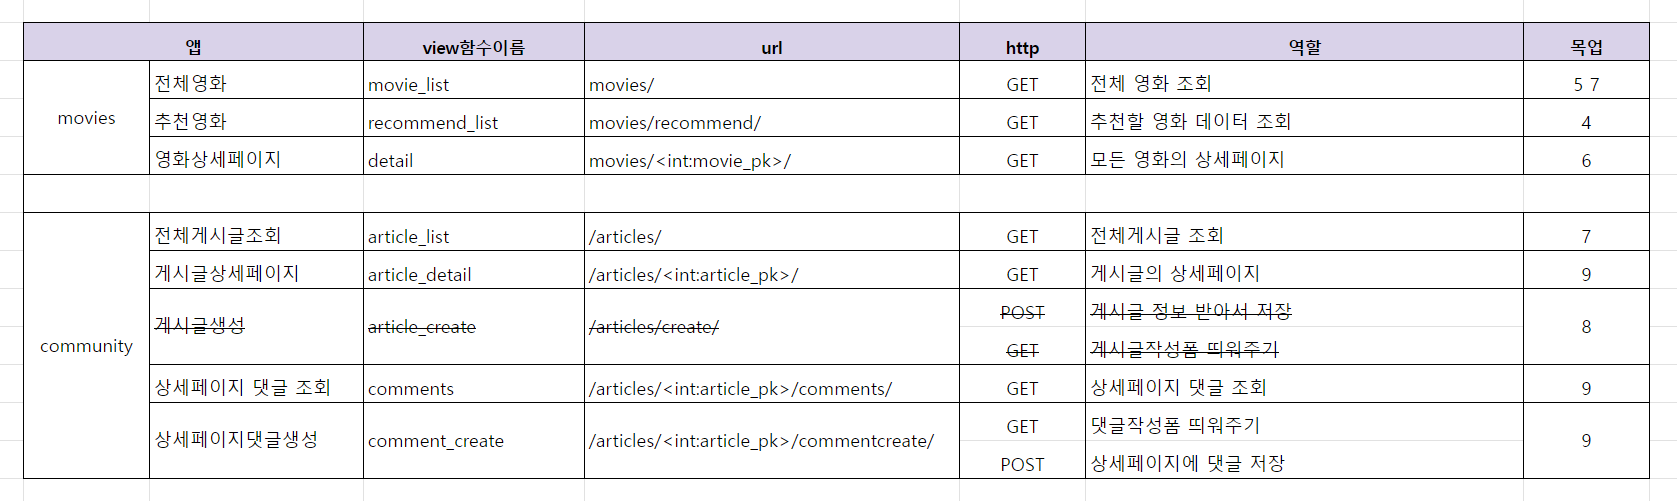 앱 view함수이름 url http 역할 목업
movies 전체영화 movie_list movies/ GET 전체 영화 조회 5 7
추천영화 recommend_list movies/recommend/ GET 추천할 영화 데이터 조회 4
영화상세페이지 detail movies/<int:movie_pk>/ GET 모든 영화의 상세페이지 6
community 전체게시글조회 article_list /articles/ GET 전체게시글 조회 7
게시글상세페이지 article_detail /articles/<int:article_pk>/ GET 게시글의 상세페이지 9
게시글생성 article_create /articles/create/ POST 게시글 정보 받아서 저장 8
GET 게시글작성폼 띄워주기
상세페이지 댓글 조회 comments /articles/<int:article_pk>/comments/ GET 상세페이지 댓글 조회 9
상세페이지댓글생성 comment_create /articles/<int:article_pk>/commentcreate/ GET 댓글작성폼 띄워주기 9
POST 상세페이지에 댓글 저장